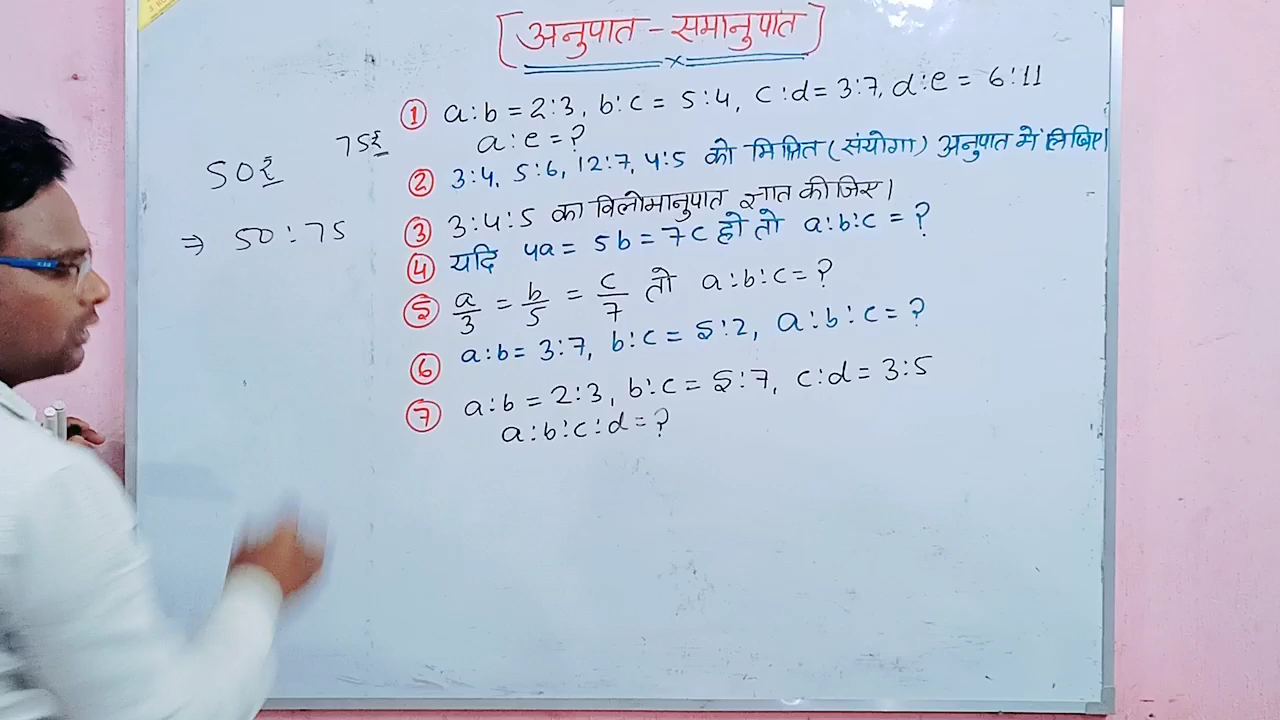 [अनुपात - समानुपात]
① a:b = 2:3, b:c = 5:4, c:d = 3:7, d:e = 6:11
a:e = ?
② 3:4, 5:6, 12:7, 4:5 को मिश्रित (संयोगा) अनुपात में लिखिए।
③ 3:4:5 का विलोमानुपात ज्ञात कीजिए।
④ यदि 4a = 5b = 7c हो तो a:b:c = ?
⑤ a/3 = b/5 = c/7 तो a:b:c = ?
⑥ a:b = 3:7, b:c = 5:2, a:b:c = ?
⑦ a:b = 2:3, b:c = 5:7, c:d = 3:5
a:b:c:d = ?
50₹ 75₹
⇒ 50:75